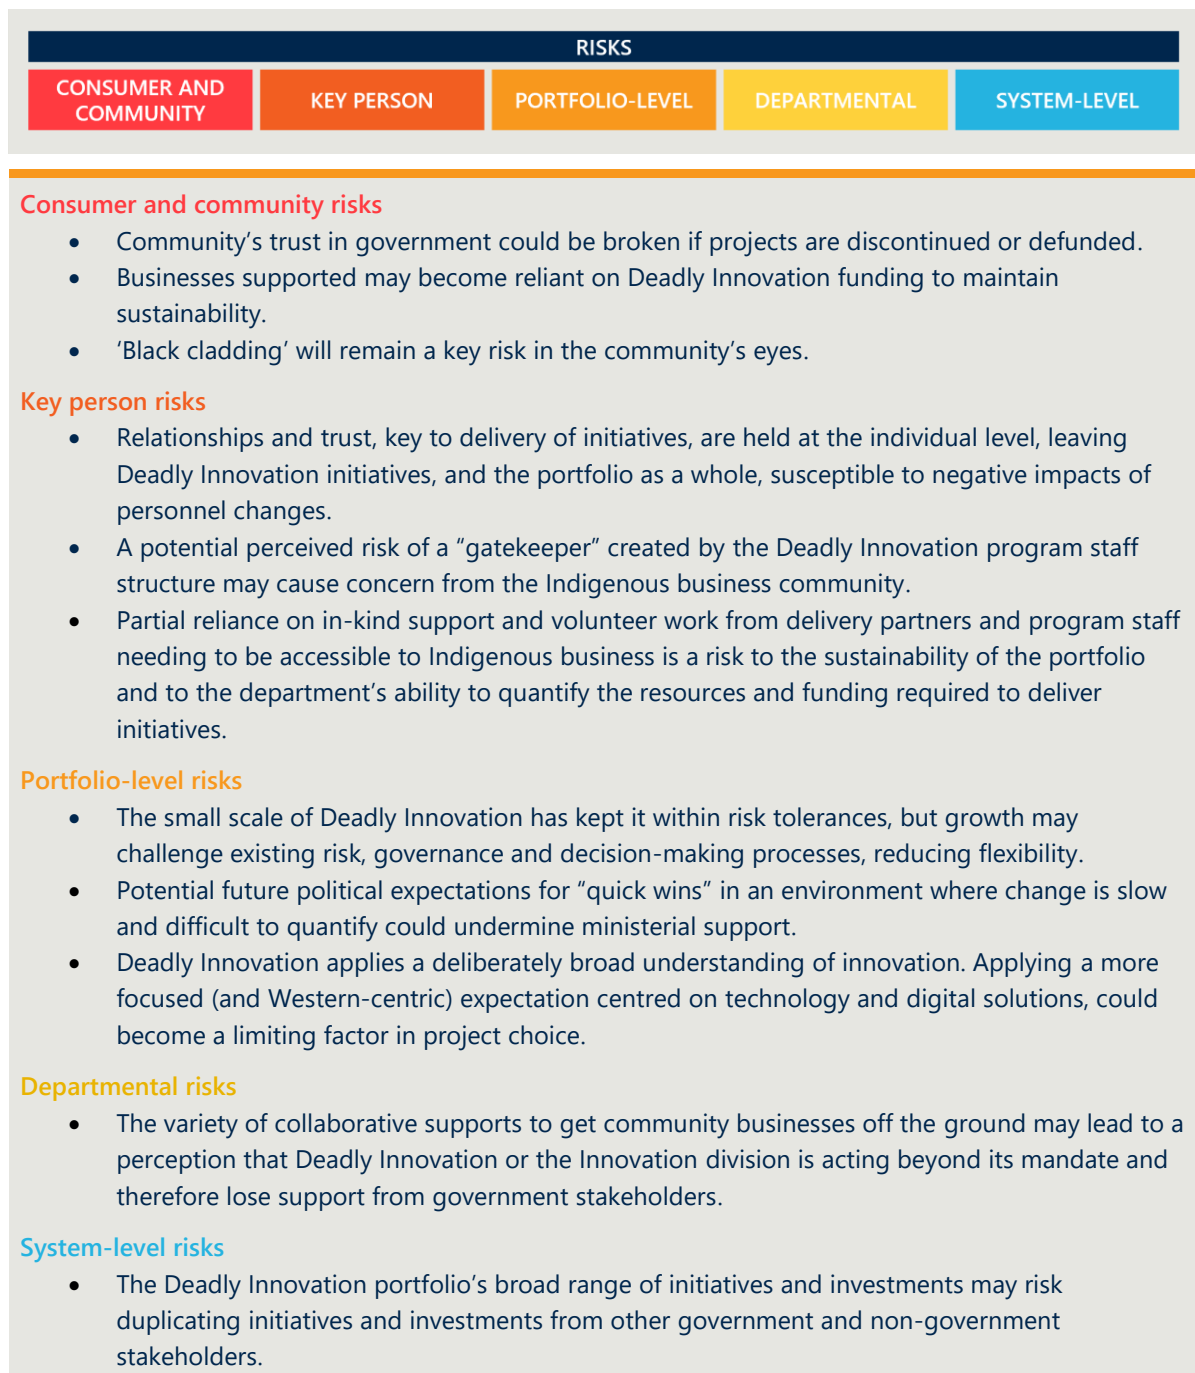 RISKS
CONSUMER AND
COMMUNITY
KEY PERSON
PORTFOLIO-LEVEL
DEPARTMENTAL
SYSTEM-LEVEL
Consumer and community risks
• Community’s trust in government could be broken if projects are discontinued or defunded.
• Businesses supported may become reliant on Deadly Innovation funding to maintain
sustainability.
• ‘Black cladding’ will remain a key risk in the community’s eyes.
Key person risks
• Relationships and trust, key to delivery of initiatives, are held at the individual level, leaving
Deadly Innovation initiatives, and the portfolio as a whole, susceptible to negative impacts of
personnel changes.
• A potential perceived risk of a “gatekeeper” created by the Deadly Innovation program staff
structure may cause concern from the Indigenous business community.
• Partial reliance on in-kind support and volunteer work from delivery partners and program staff
needing to be accessible to Indigenous business is a risk to the sustainability of the portfolio
and to the department’s ability to quantify the resources and funding required to deliver
initiatives.
Portfolio-level risks
• The small scale of Deadly Innovation has kept it within risk tolerances, but growth may
challenge existing risk, governance and decision-making processes, reducing flexibility.
• Potential future political expectations for “quick wins” in an environment where change is slow
and difficult to quantify could undermine ministerial support.
• Deadly Innovation applies a deliberately broad understanding of innovation. Applying a more
focused (and Western-centric) expectation centred on technology and digital solutions, could
become a limiting factor in project choice.
Departmental risks
• The variety of collaborative supports to get community businesses off the ground may lead to a
perception that Deadly Innovation or the Innovation division is acting beyond its mandate and
therefore lose support from government stakeholders.
System-level risks
• The Deadly Innovation portfolio’s broad range of initiatives and investments may risk
duplicating initiatives and investments from other government and non-government
stakeholders.